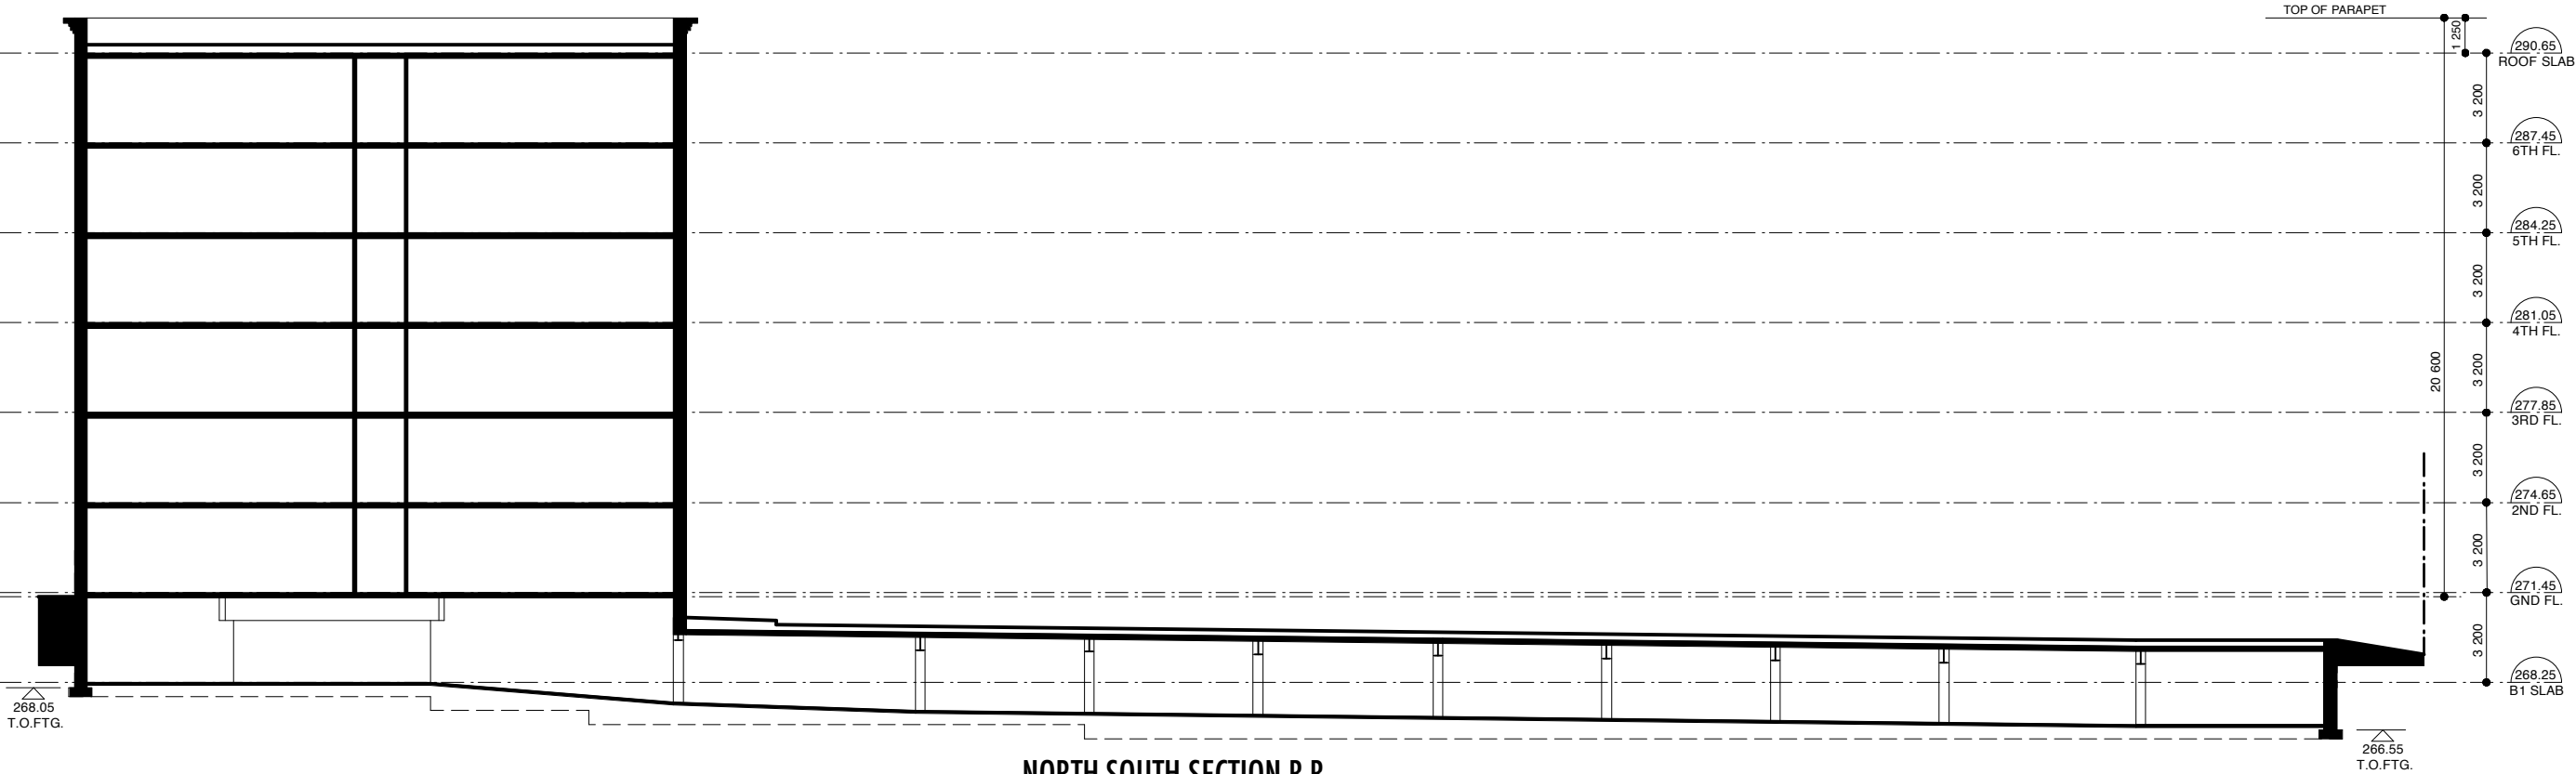 TOP OF PARAPET
1 250
290.65
ROOF SLAB
3 200
287.45
6TH FL.
3 200
284.25
5TH FL.
3 200
281.05
4TH FL.
20 600
3 200
277.85
3RD FL.
3 200
274.65
2ND FL.
3 200
271.45
GND FL.
3 200
268.25
B1 SLAB
268.05
T.O.FTG.
266.55
T.O.FTG.
NORTH SOUTH SECTION